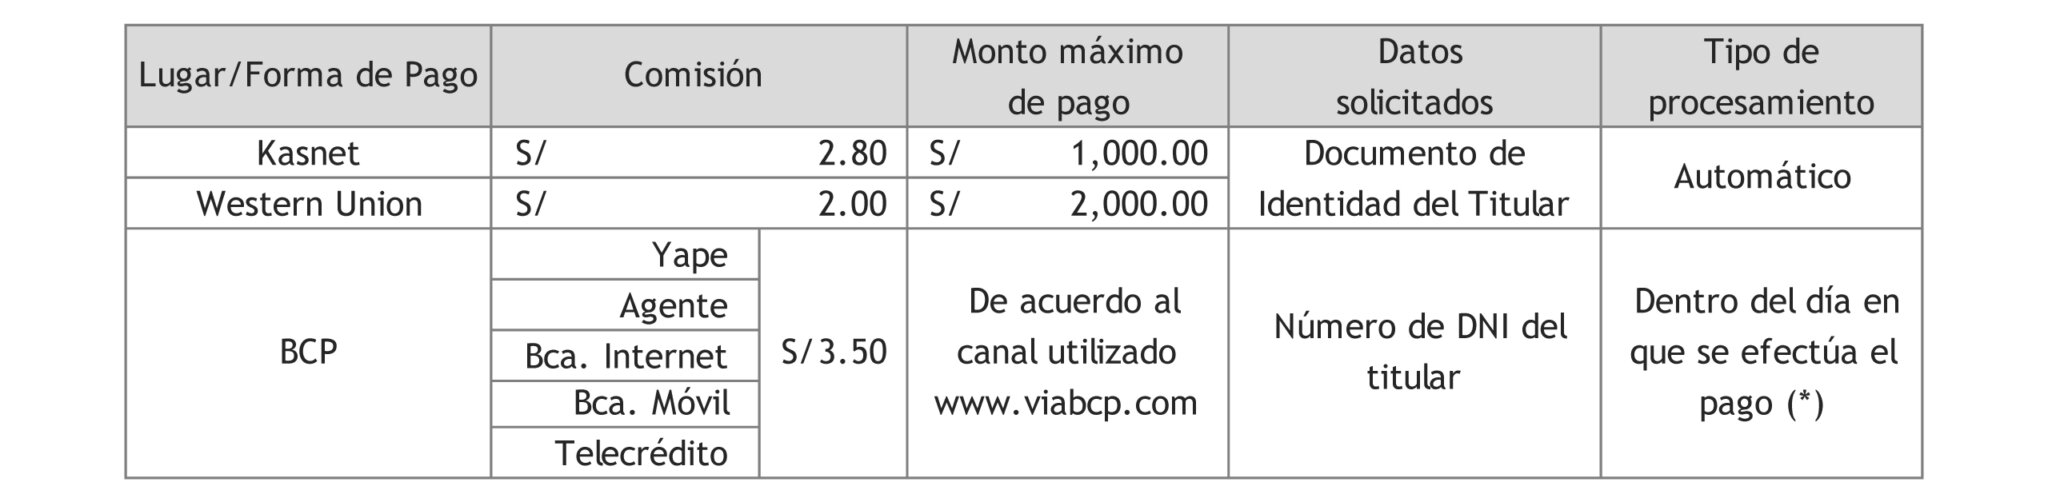 Lugar/Forma de Pago Comisión Monto máximo de pago Datos solicitados Tipo de procesamiento
Kasnet S/ 2.80 S/ 1,000.00 Documento de Identidad del Titular Automático
Western Union S/ 2.00 S/ 2,000.00
BCP
Yape
Agente
Bca. Internet
Bca. Móvil
Telecrédito
S/ 3.50
De acuerdo al
canal utilizado
www.viabcp.com
Número de DNI del
titular
Dentro del día en
que se efectúa el
pago (*)